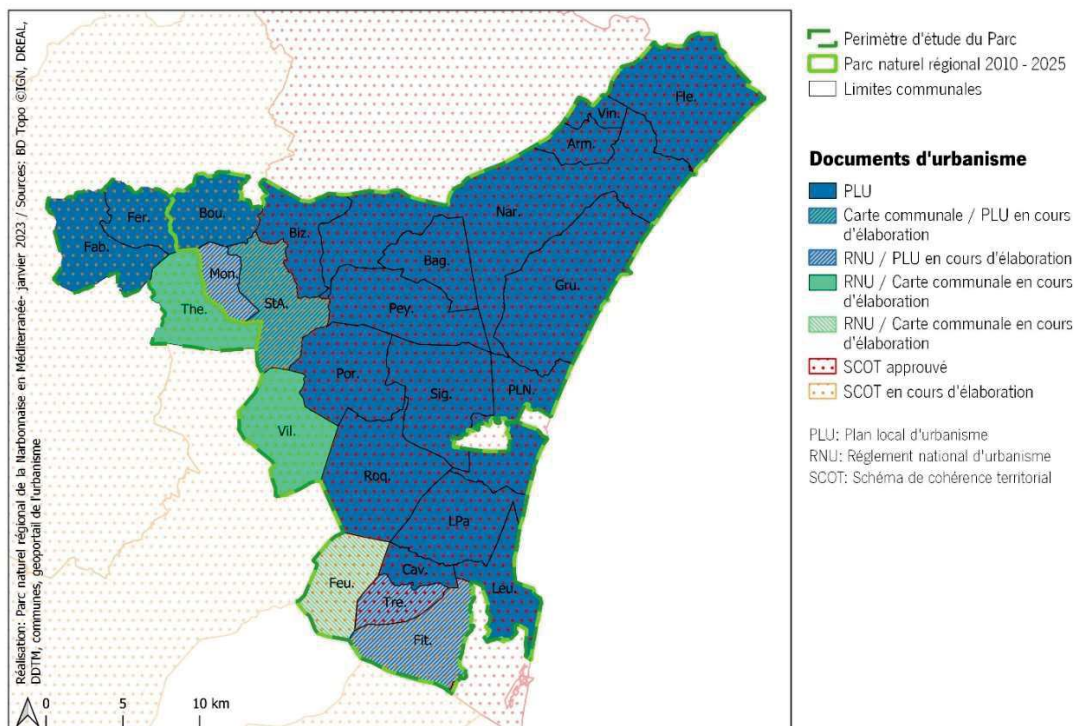 Réalisation: Parc naturel régional de la Narbonnaise en Méditerranée- janvier 2023 / Sources: BD Topo ©IGN, DREAL,
DDTM, communes, geoportail de l'urbanisme
Fle.
Vin.
Arm.
Nar.
Fer.
Bou.
Biz.
Fab.
Bag.
Mon.
Gru.
StA.
Pey.
The.
Por.
Sig.
PLN.
Vil.
Roq.
LPa
Cav.
Feu.
Leu.
Tre.
Fit.
0 5 10 km
Perimètre d'étude du Parc
Parc naturel régional 2010 - 2025
Limites communales
Documents d'urbanisme
PLU
Carte communale / PLU en cours
d'élaboration
RNU / PLU en cours d'élaboration
RNU / Carte communale en cours
d'élaboration
RNU / Carte communale en cours
d'élaboration
SCOT approuvé
SCOT en cours d'élaboration
PLU: Plan local d'urbanisme
RNU: Réglement national d'urbanisme
SCOT: Schéma de cohérence territorial